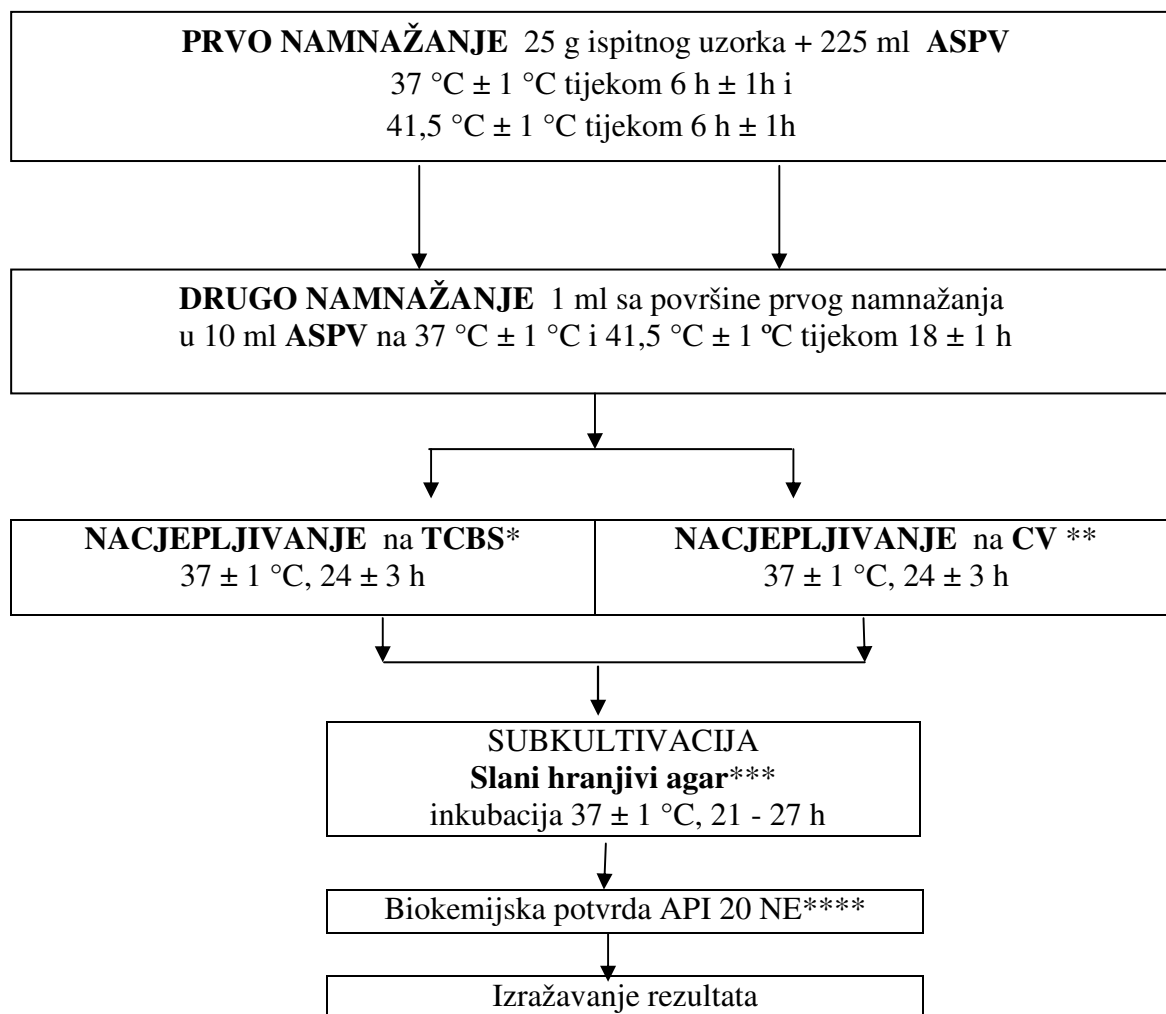 PRVO NAMNAŽANJE 25 g ispitnog uzorka + 225 ml ASPV
37 °C ± 1 °C tijekom 6 h ± 1h i
41,5 °C ± 1 °C tijekom 6 h ± 1h
DRUGO NAMNAŽANJE 1 ml sa površine prvog namnažanja
u 10 ml ASPV na 37 °C ± 1 °C i 41,5 °C ± 1 ºC tijekom 18 ± 1 h
NACJEPLJIVANJE na TCBS*
37 ± 1 °C, 24 ± 3 h
NACJEPLJIVANJE na CV **
37 ± 1 °C, 24 ± 3 h
SUBKULTIVACIJA
Slani hranjivi agar***
inkubacija 37 ± 1 °C, 21 - 27 h
Biokemijska potvrda API 20 NE****
Izražavanje rezultata